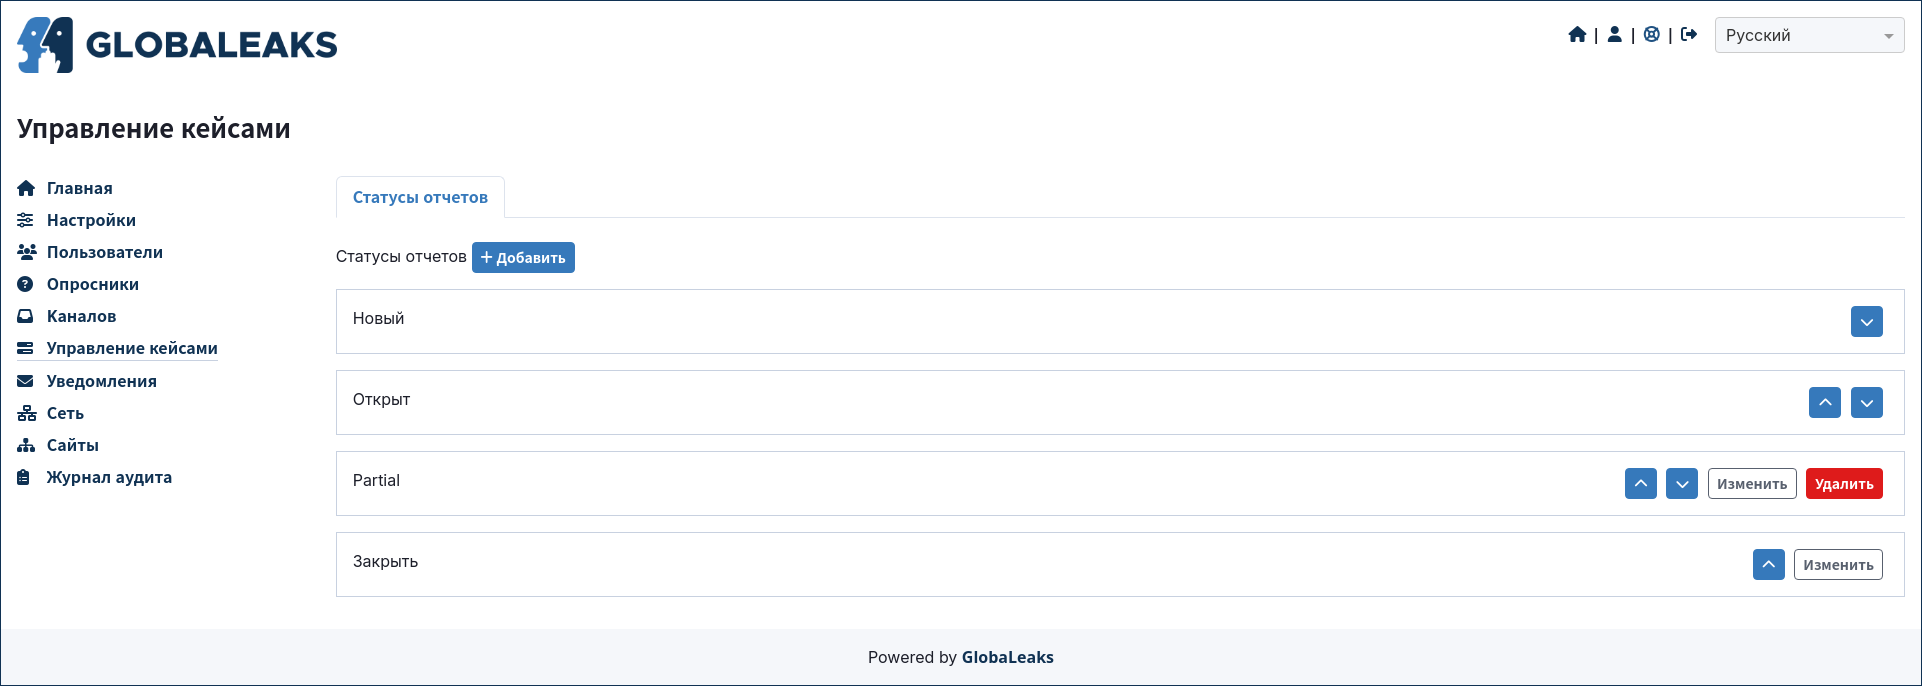 GLOBALEAKS
| | | Русский
Управление кейсами
Главная
Настройки
Пользователи
Опросники
Каналов
Управление кейсами
Уведомления
Сеть
Сайты
Журнал аудита
Статусы отчетов
Статусы отчетов + Добавить
Новый
Открыт
Partial Изменить Удалить
Закрыть Изменить
Powered by GlobaLeaks